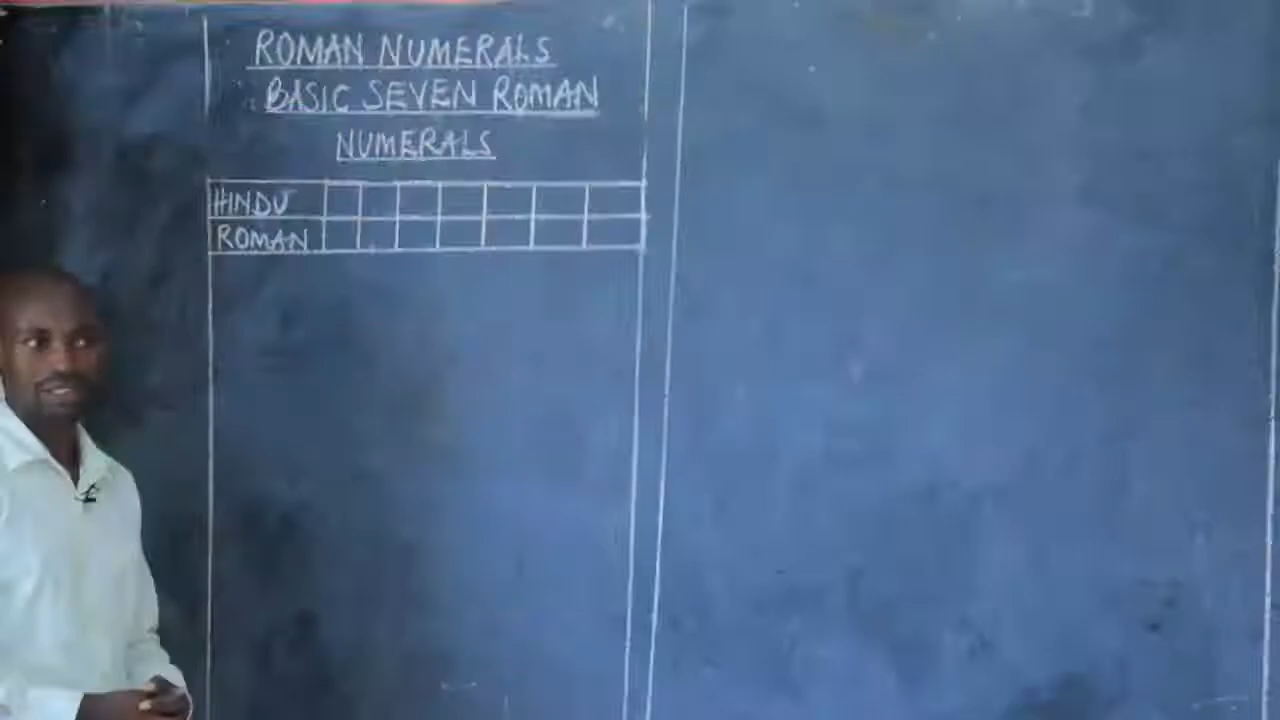 ROMAN NUMERALS
BASIC SEVEN ROMAN
NUMERALS
HINDU
ROMAN